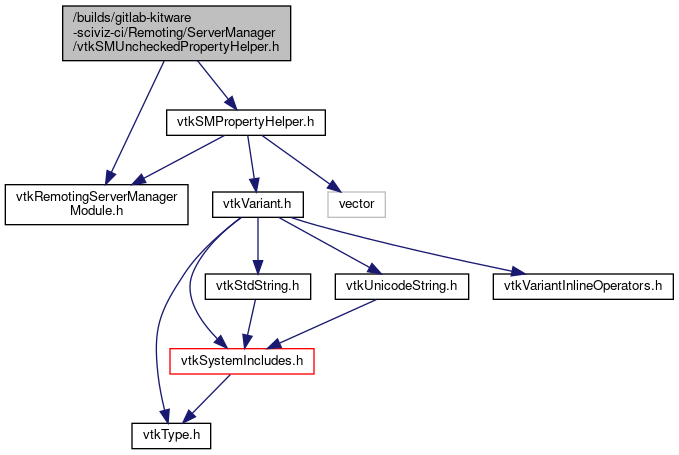 /builds/gitlab-kitware
-sciviz-ci/Remoting/ServerManager
/vtkSMUncheckedPropertyHelper.h
vtkSMPropertyHelper.h
vtkRemotingServerManager
Module.h
vtkVariant.h
vector
vtkStdString.h
vtkUnicodeString.h
vtkVariantInlineOperators.h
vtkSystemIncludes.h
vtkType.h